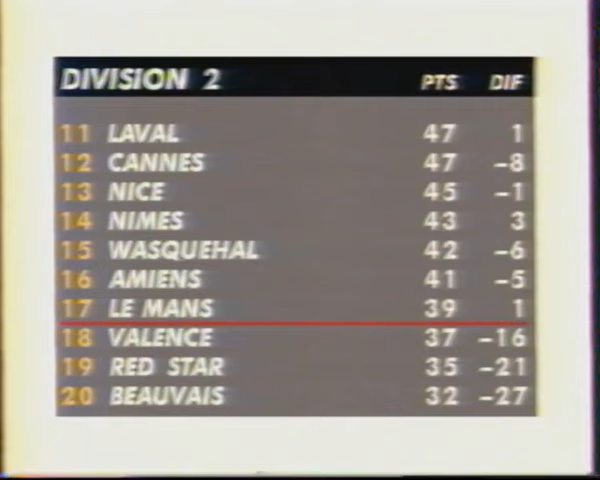 DIVISION 2 PTS DIF
11 LAVAL 47 1
12 CANNES 47 -8
13 NICE 45 -1
14 NIMES 43 3
15 WASQUEHAL 42 -6
16 AMIENS 41 -5
17 LE MANS 39 1
18 VALENCE 37 -16
19 RED STAR 35 -21
20 BEAUVAIS 32 -27